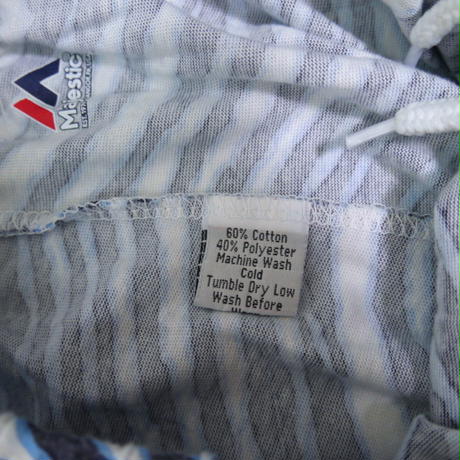 Majestic
60% Cotton
40% Polyester
Machine Wash
Cold
Tumble Dry Low
Wash Before